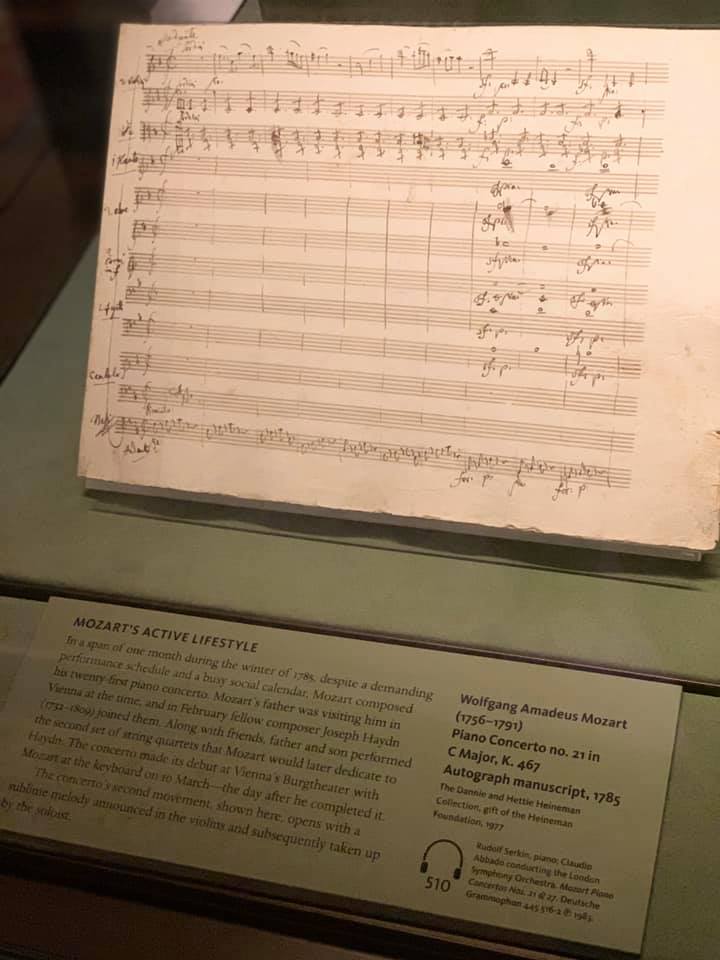 Andante
MOZART'S ACTIVE LIFESTYLE
In a span of one month during the winter of 1785, despite a demanding
performance schedule and a busy social calendar, Mozart composed
his twenty-first piano concerto. Mozart's father was visiting him in
Vienna at the time, and in February fellow composer Joseph Haydn
(1732–1809) joined them. Along with friends, father and son performed
the second set of string quartets that Mozart would later dedicate to
Haydn. The concerto made its debut at Vienna's Burgtheater with
Mozart at the keyboard on 10 March—the day after he completed it.
The concerto's second movement, shown here, opens with a
sublime melody announced in the violins and subsequently taken up
by the soloist.
Wolfgang Amadeus Mozart
(1756–1791)
Piano Concerto no. 21 in
C Major, K. 467
Autograph manuscript, 1785
The Dannie and Hettie Heineman
Collection, gift of the Heineman
Foundation, 1977
510
Rudolf Serkin, piano; Claudio
Abbado conducting the London
Symphony Orchestra. Mozart Piano
Concertos Nos. 21 & 27. Deutsche
Grammophon 445 516-2 ℗ 1983.